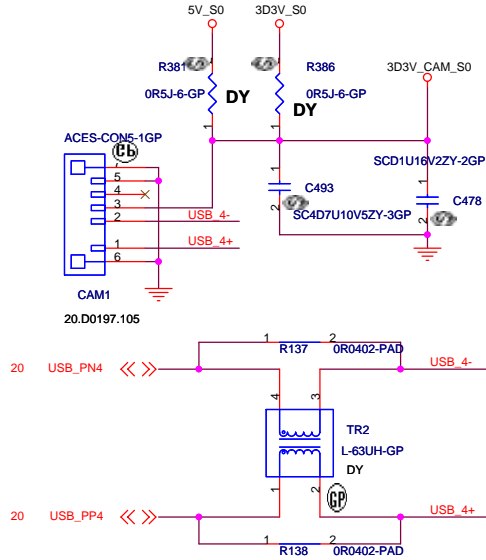 5V_S0 3D3V_S0
R381 R386 3D3V_CAM_S0
0R5J-6-GP DY 0R5J-6-GP DY
1 1
ACES-CON5-1GP
SCD1U16V2ZY-2GP
7
5
4
3
2 USB_4-
1 USB_4+
6
1 C493 2
SC4D7U10V5ZY-3GP
1 C478 2
CAM1
20.D0197.105
1 R137 2 0R0402-PAD
20 USB_PN4 USB_4-
4 3
TR2
L-63UH-GP
DY
1 2 GP
20 USB_PP4 USB_4+
1 R138 2 0R0402-PAD